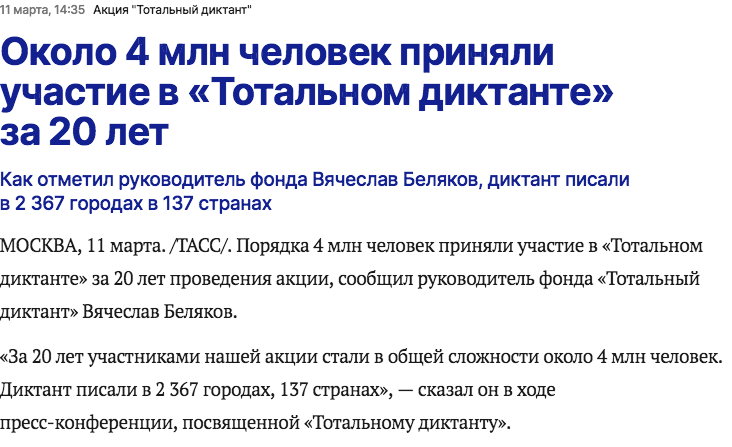 11 марта, 14:35 Акция "Тотальный диктант"
Около 4 млн человек приняли
участие в «Тотальном диктанте»
за 20 лет
Как отметил руководитель фонда Вячеслав Беляков, диктант писали
в 2 367 городах в 137 странах
МОСКВА, 11 марта. /ТАСС/. Порядка 4 млн человек приняли участие в «Тотальном
диктанте» за 20 лет проведения акции, сообщил руководитель фонда «Тотальный
диктант» Вячеслав Беляков.
«За 20 лет участниками нашей акции стали в общей сложности около 4 млн человек.
Диктант писали в 2 367 городах, 137 странах», — сказал он в ходе
пресс-конференции, посвященной «Тотальному диктанту».